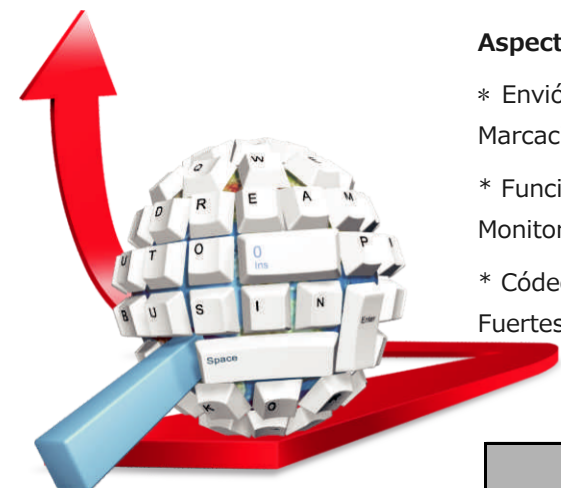 Aspect
* Envió
Marcac
* Funci
Monitor
* Códe
Fuertes
Q W E
D R E A M
U T O 0 P I
Ins
B U S I N Enter
Space
K O